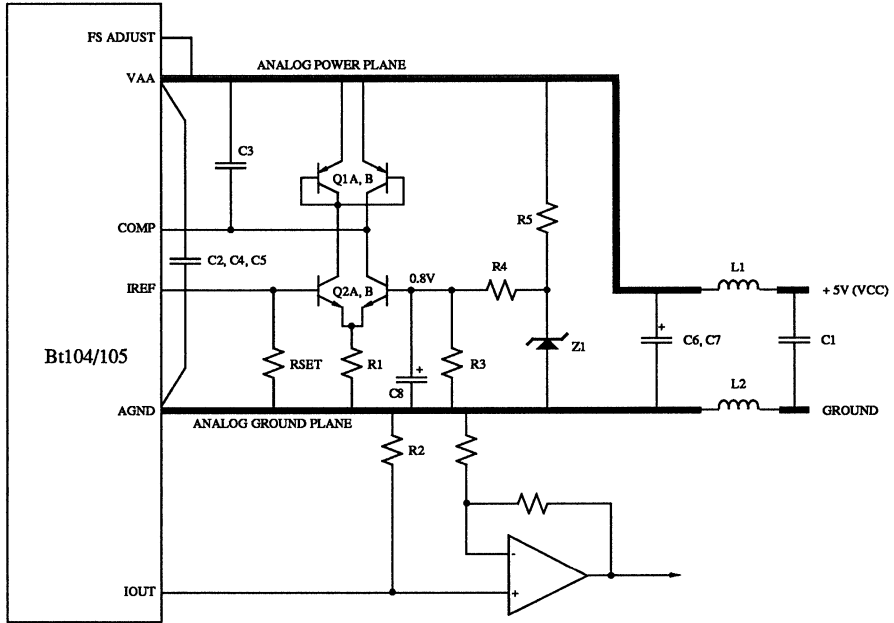 FS ADJUST
ANALOG POWER PLANE
VAA
C3
Q1A, B
COMP
R5
C2, C4, C5
R4
L1
IREF
0.8V
+ 5V (VCC)
Q2A, B
+
C6, C7
C1
Z1
Bt104/105
RSET
R1
+
R3
C8
L2
AGND
GROUND
ANALOG GROUND PLANE
R2
-
IOUT
+